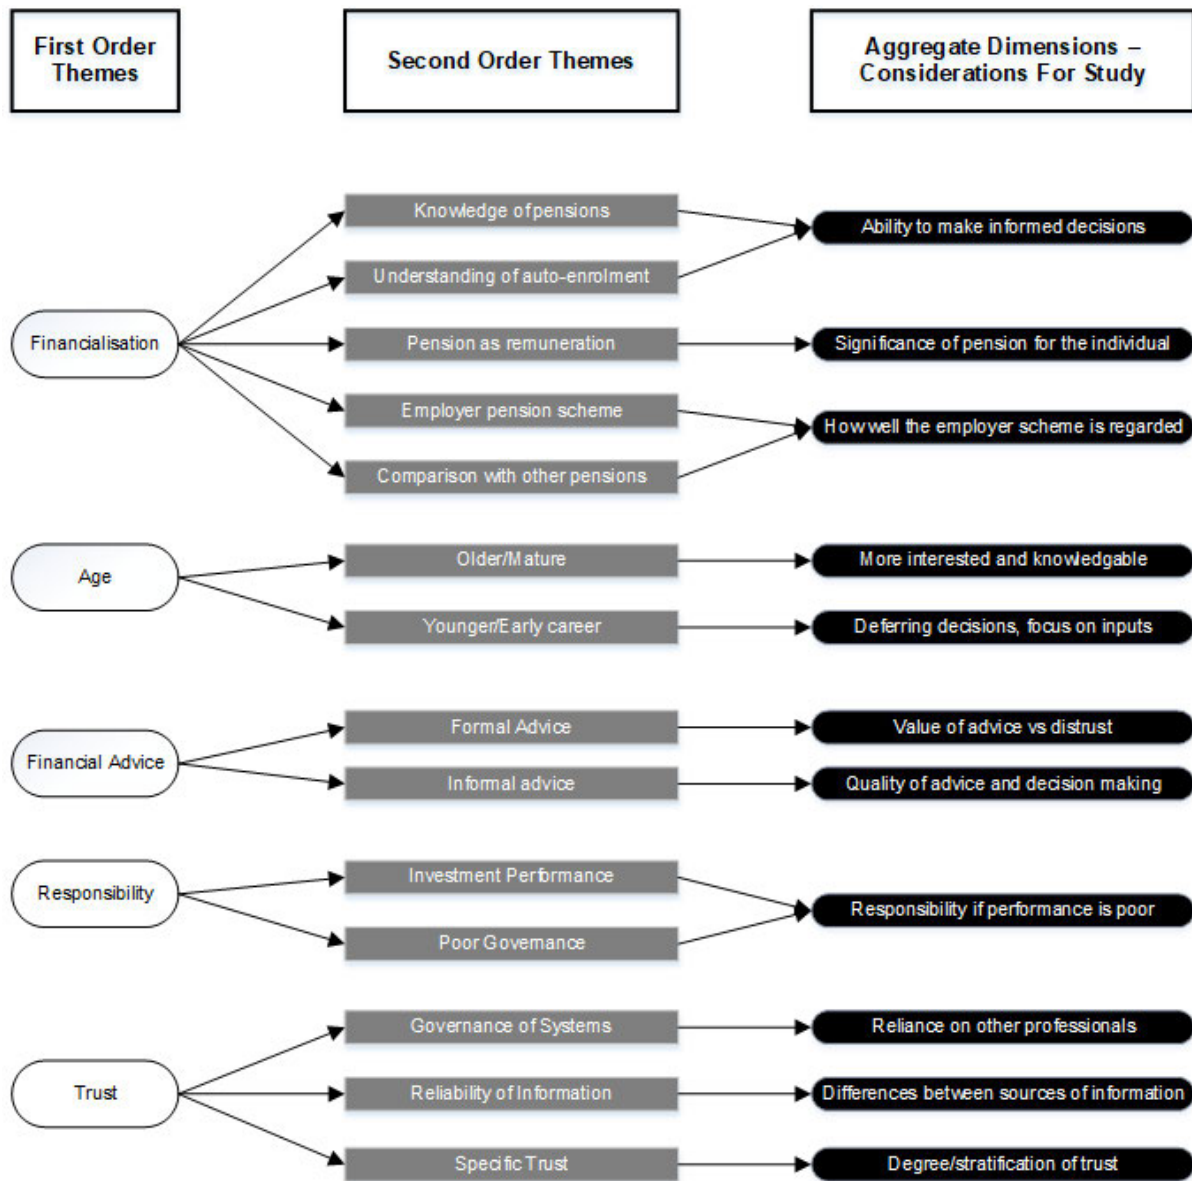 First Order
Themes
Second Order Themes
Aggregate Dimensions –
Considerations For Study
Financialisation
Knowledge of pensions
Understanding of auto-enrolment
Pension as remuneration
Employer pension scheme
Comparison with other pensions
Ability to make informed decisions
Significance of pension for the individual
How well the employer scheme is regarded
Age
Older/Mature
Younger/Early career
More interested and knowledgable
Deferring decisions, focus on inputs
Financial Advice
Formal Advice
Informal advice
Value of advice vs distrust
Quality of advice and decision making
Responsibility
Investment Performance
Poor Governance
Responsibility if performance is poor
Trust
Governance of Systems
Reliability of Information
Specific Trust
Reliance on other professionals
Differences between sources of information
Degree/stratification of trust